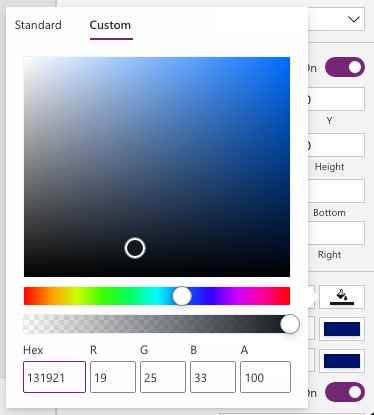 Standard Custom
On
Y
Height
Bottom
Right
Hex R G B A
131921 19 25 33 100
On